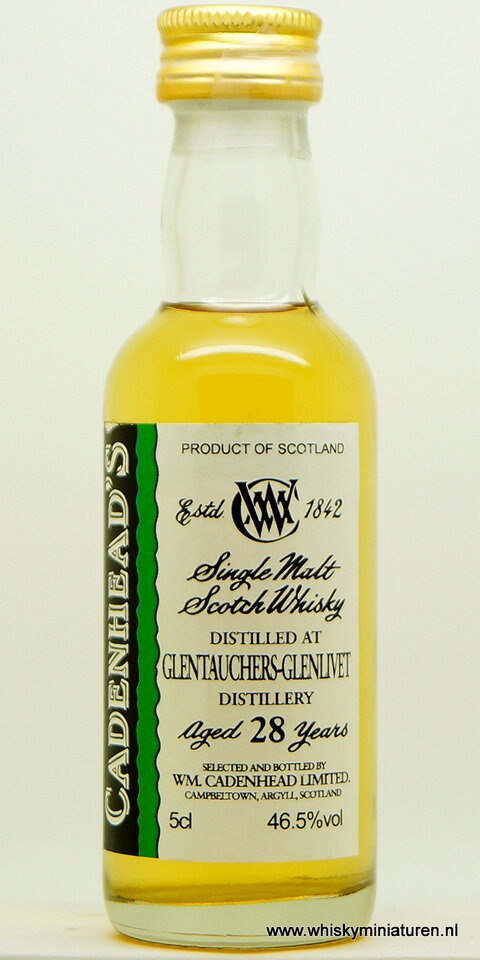 PRODUCT OF SCOTLAND
Estd WC 1842
Single Malt
Scotch Whisky
DISTILLED AT
GLENTAUCHERS-GLENLIVET
DISTILLERY
Aged 28 Years
SELECTED AND BOTTLED BY
WM. CADENHEAD LIMITED.
CAMPBELTOWN, ARGYLL, SCOTLAND
5cl 46.5%vol
CADENHEAD'S
www.whiskyminiaturen.nl